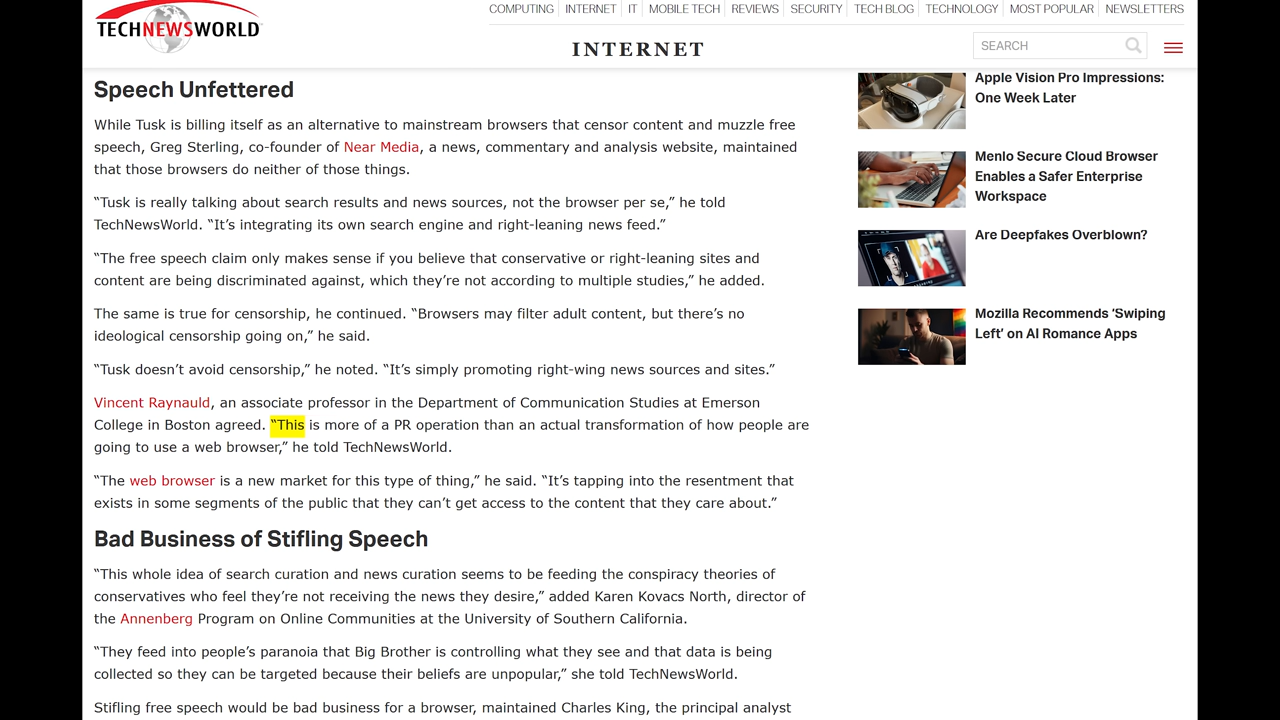 COMPUTING INTERNET IT MOBILE TECH REVIEWS SECURITY TECH BLOG TECHNOLOGY MOST POPULAR NEWSLETTERS
TECHNEWSWORLD
INTERNET
SEARCH
Speech Unfettered
While Tusk is billing itself as an alternative to mainstream browsers that censor content and muzzle free
speech, Greg Sterling, co-founder of Near Media, a news, commentary and analysis website, maintained
that those browsers do neither of those things.
“Tusk is really talking about search results and news sources, not the browser per se,” he told
TechNewsWorld. “It’s integrating its own search engine and right-leaning news feed.”
“The free speech claim only makes sense if you believe that conservative or right-leaning sites and
content are being discriminated against, which they’re not according to multiple studies,” he added.
The same is true for censorship, he continued. “Browsers may filter adult content, but there’s no
ideological censorship going on,” he said.
“Tusk doesn’t avoid censorship,” he noted. “It’s simply promoting right-wing news sources and sites.”
Vincent Raynauld, an associate professor in the Department of Communication Studies at Emerson
College in Boston agreed. “This is more of a PR operation than an actual transformation of how people are
going to use a web browser,” he told TechNewsWorld.
“The web browser is a new market for this type of thing,” he said. “It’s tapping into the resentment that
exists in some segments of the public that they can’t get access to the content that they care about.”
Bad Business of Stifling Speech
“This whole idea of search curation and news curation seems to be feeding the conspiracy theories of
conservatives who feel they’re not receiving the news they desire,” added Karen Kovacs North, director of
the Annenberg Program on Online Communities at the University of Southern California.
“They feed into people’s paranoia that Big Brother is controlling what they see and that data is being
collected so they can be targeted because their beliefs are unpopular,” she told TechNewsWorld.
Stifling free speech would be bad business for a browser, maintained Charles King, the principal analyst
Apple Vision Pro Impressions:
One Week Later
Menlo Secure Cloud Browser
Enables a Safer Enterprise
Workspace
Are Deepfakes Overblown?
Mozilla Recommends ‘Swiping
Left’ on AI Romance Apps